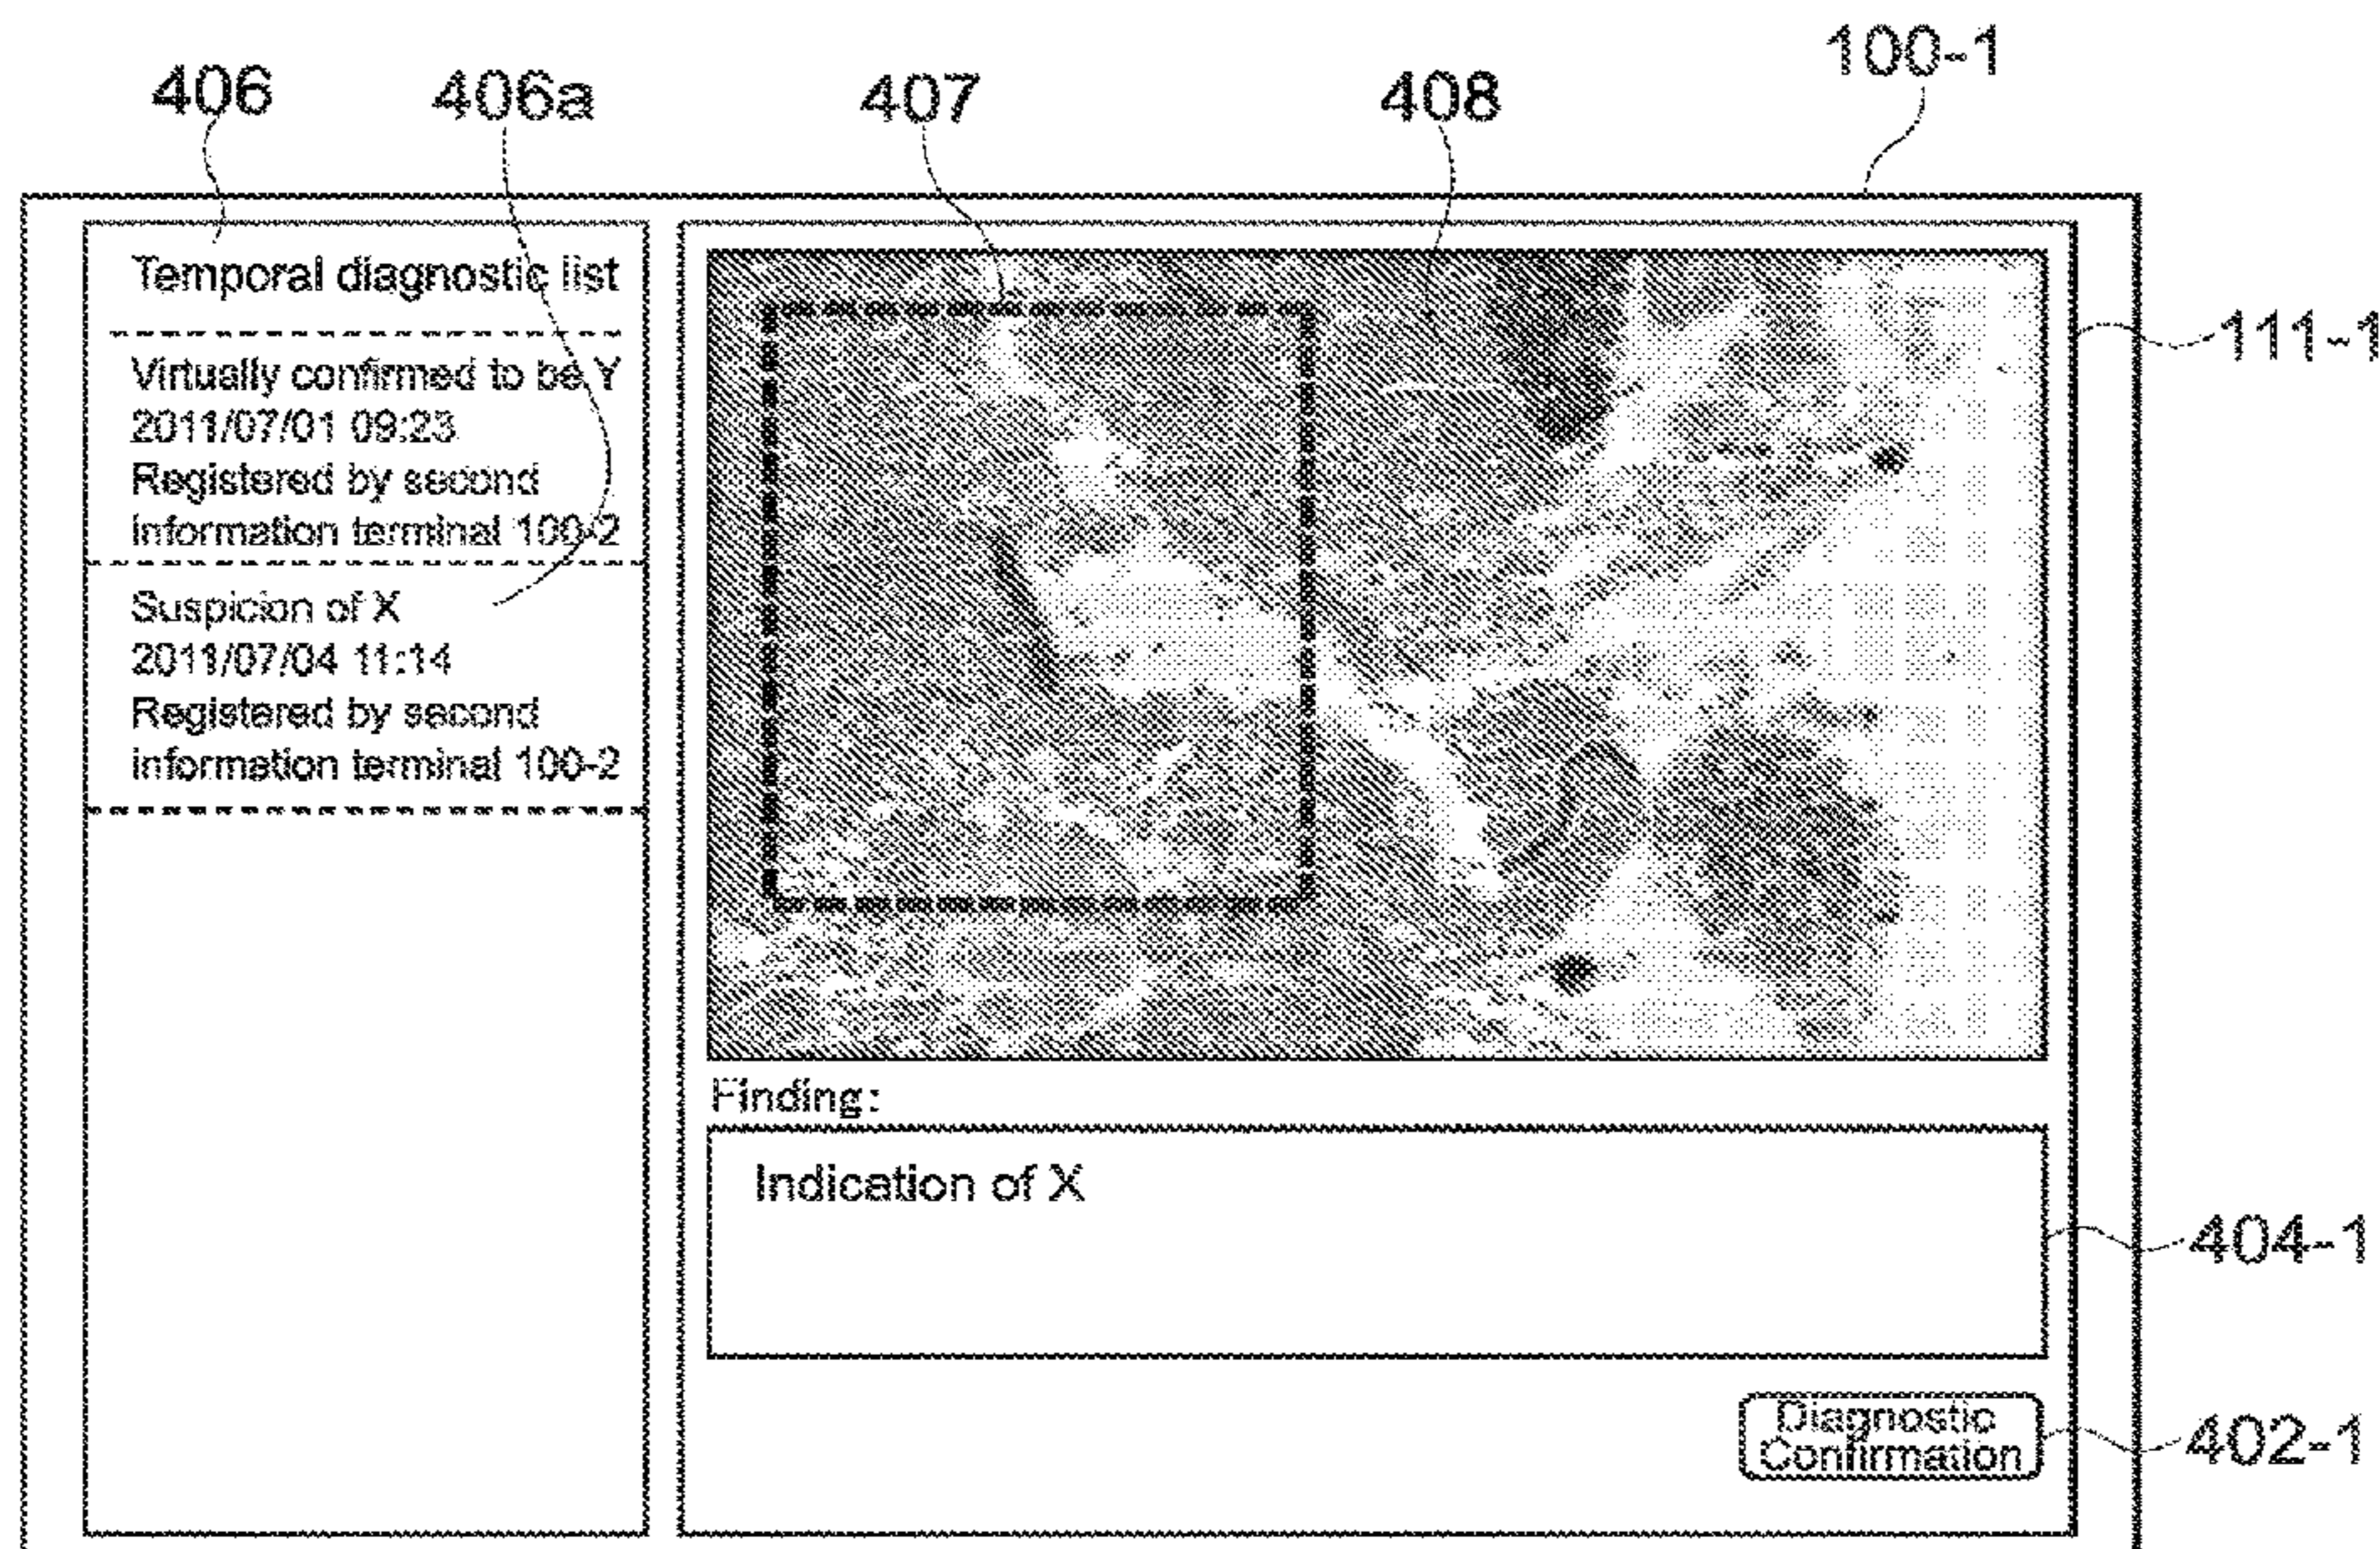 100-1
406
406a
407
408
Temporal diagnostic list
Virtually confirmed to be Y
2011/07/01 09:23
Registered by second
information terminal 100-2
Suspicion of X
2011/07/04 11:14
Registered by second
information terminal 100-2
111-1
Finding:
Indication of X
404-1
Diagnostic
Confirmation
402-1